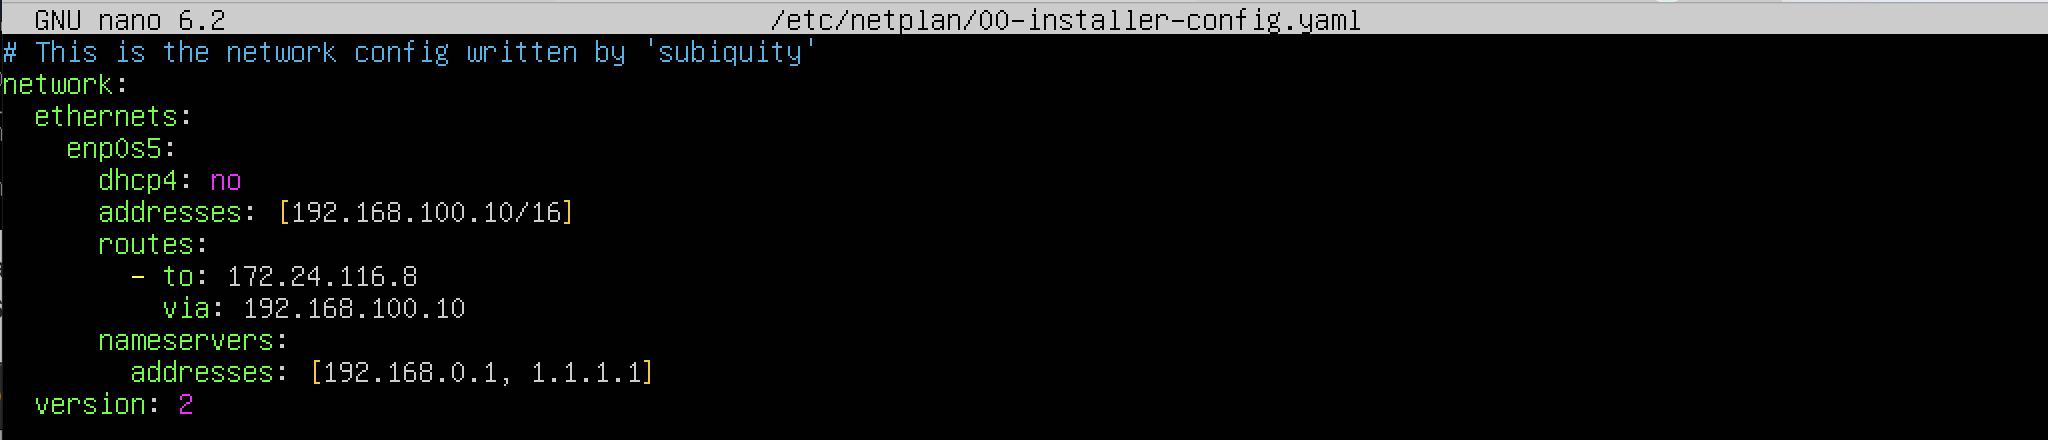 GNU nano 6.2 /etc/netplan/00-installer-config.yaml
# This is the network config written by 'subiquity'
network:
  ethernets:
    enp0s5:
      dhcp4: no
      addresses: [192.168.100.10/16]
      routes:
        - to: 172.24.116.8
          via: 192.168.100.10
      nameservers:
        addresses: [192.168.0.1, 1.1.1.1]
  version: 2